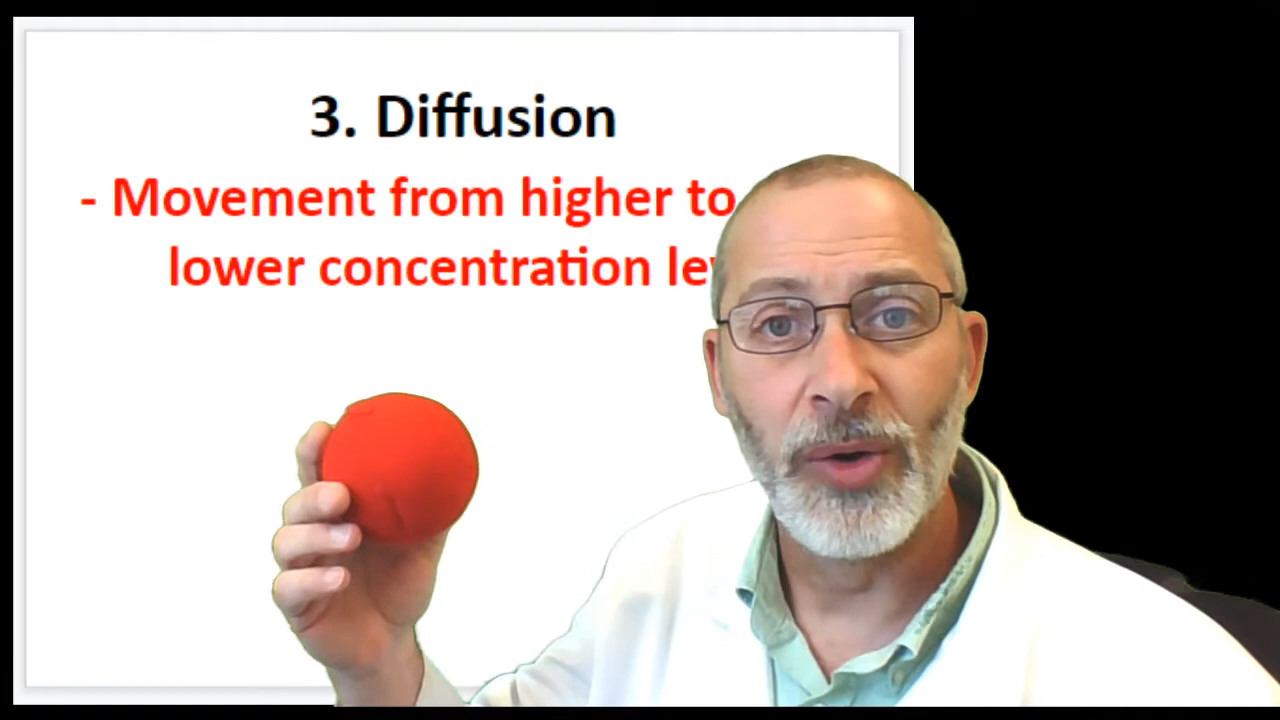 3. Diffusion
- Movement from higher to
lower concentration